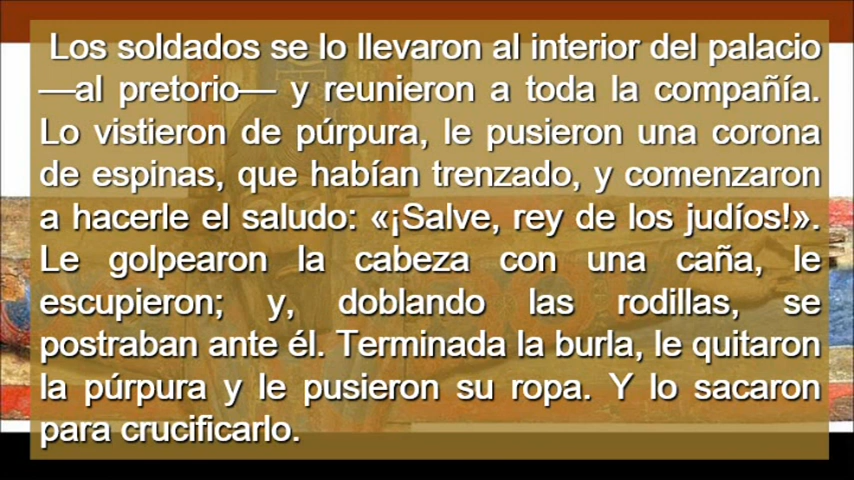 Los soldados se lo llevaron al interior del palacio
—al pretorio— y reunieron a toda la compañía.
Lo vistieron de púrpura, le pusieron una corona
de espinas, que habían trenzado, y comenzaron
a hacerle el saludo: «¡Salve, rey de los judíos!».
Le golpearon la cabeza con una caña, le
escupieron; y, doblando las rodillas, se
postraban ante él. Terminada la burla, le quitaron
la púrpura y le pusieron su ropa. Y lo sacaron
para crucificarlo.